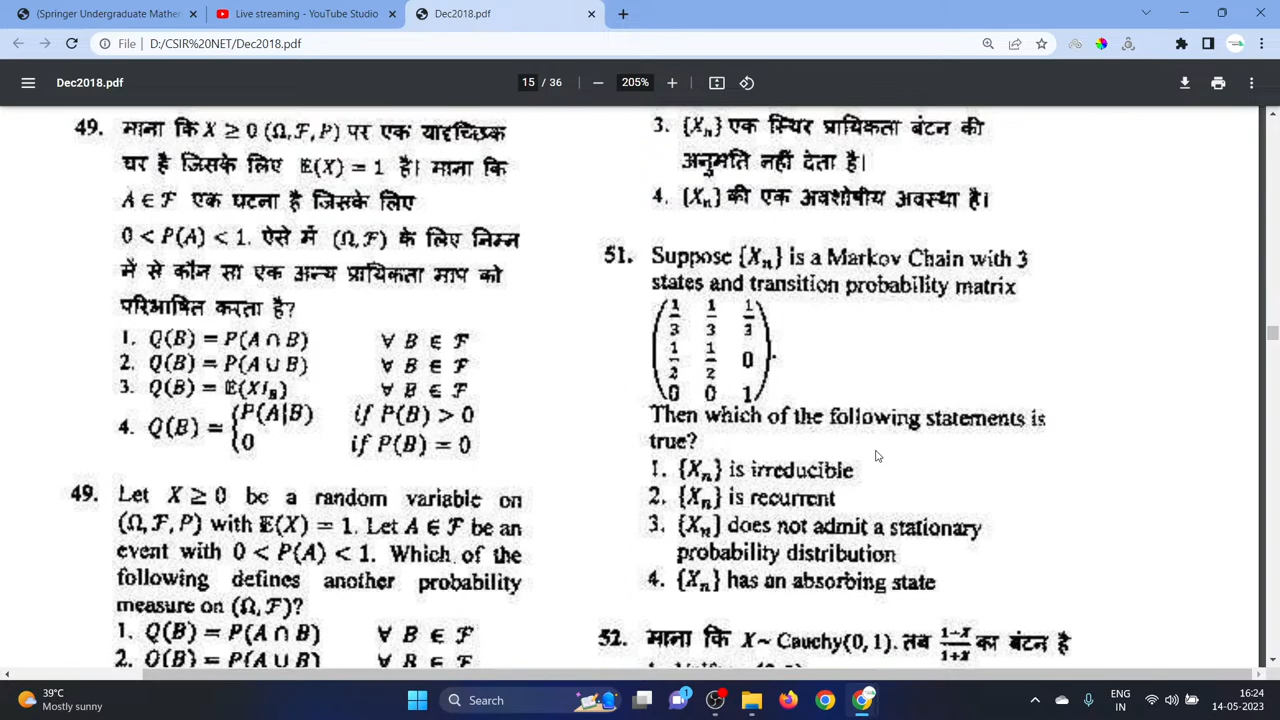 (Springer Undergraduate Mather
Live streaming - YouTube Studio
Dec2018.pdf
File
D:/CSIR%20NET/Dec2018.pdf
Dec2018.pdf
15 / 36
205%
49. माना कि X ≥ 0 (Ω, F, P) पर एक यादृच्छिक
चर है जिसके लिए 𝔼(X) = 1 है। माना कि
A ∈ F एक घटना है जिसके लिए
0 < P(A) < 1. ऐसे में (Ω, F) के लिए निम्न
में से कौन सा एक अन्य प्रायिकता माप को
परिभाषित करता है?
1. Q(B) = P(A ∩ B) ∀ B ∈ F
2. Q(B) = P(A ∪ B) ∀ B ∈ F
3. Q(B) = 𝔼(XI_B) ∀ B ∈ F
4. Q(B) = { P(A|B) if P(B) > 0
0 if P(B) = 0
49. Let X ≥ 0 be a random variable on
(Ω, F, P) with 𝔼(X) = 1. Let A ∈ F be an
event with 0 < P(A) < 1. Which of the
following defines another probability
measure on (Ω, F)?
1. Q(B) = P(A ∩ B) ∀ B ∈ F
2. Q(B) = P(A ∪ B) ∀ B ∈ F
3. {Xₙ} एक स्थिर प्रायिकता बंटन की
अनुमति नहीं देता है।
4. {Xₙ} की एक अवशोषीय अवस्था है।
51. Suppose {Xₙ} is a Markov Chain with 3
states and transition probability matrix
1/3 1/3 1/3
1/2 1/2 0
0 0 1
Then which of the following statements is
true?
1. {Xₙ} is irreducible
2. {Xₙ} is recurrent
3. {Xₙ} does not admit a stationary
probability distribution
4. {Xₙ} has an absorbing state
52. माना कि X~ Cauchy(0, 1). तब (1−X)/(1+X) का बंटन है
39°C
Mostly sunny
Search
ENG
IN
16:24
14-05-2023